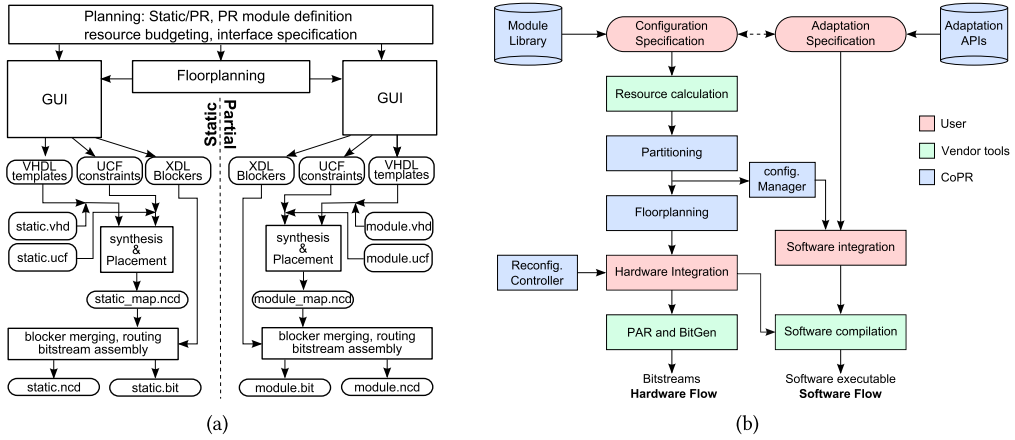 Planning: Static/PR, PR module definition
resource budgeting, interface specification
GUI
Floorplanning
GUI
Static
Partial
VHDL
templates
UCF
constraints
XDL
Blockers
XDL
Blockers
UCF
constraints
VHDL
templates
static.vhd
static.ucf
synthesis
&
Placement
synthesis
&
Placement
module.vhd
module.ucf
static_map.ncd
module_map.ncd
blocker merging, routing
bitstream assembly
blocker merging, routing
bitstream assembly
static.ncd
static.bit
module.bit
module.ncd
(a)
Module
Library
Configuration
Specification
Adaptation
Specification
Adaptation
APIs
Resource calculation
Partitioning
config.
Manager
Floorplanning
Software integration
Reconfig.
Controller
Hardware Integration
PAR and BitGen
Software compilation
Bitstreams
Hardware Flow
Software executable
Software Flow
User
Vendor tools
CoPR
(b)